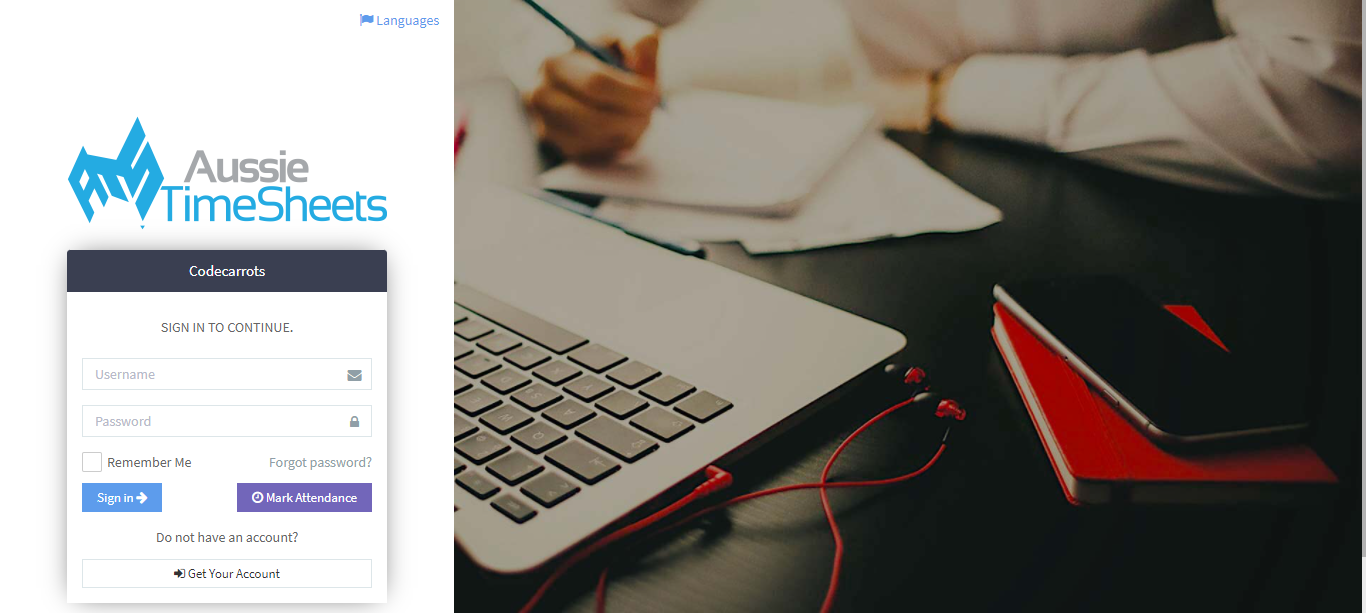 Languages
Aussie
TimeSheets
Codecarrots
SIGN IN TO CONTINUE.
Username
Password
Remember Me
Forgot password?
Sign in
Mark Attendance
Do not have an account?
Get Your Account